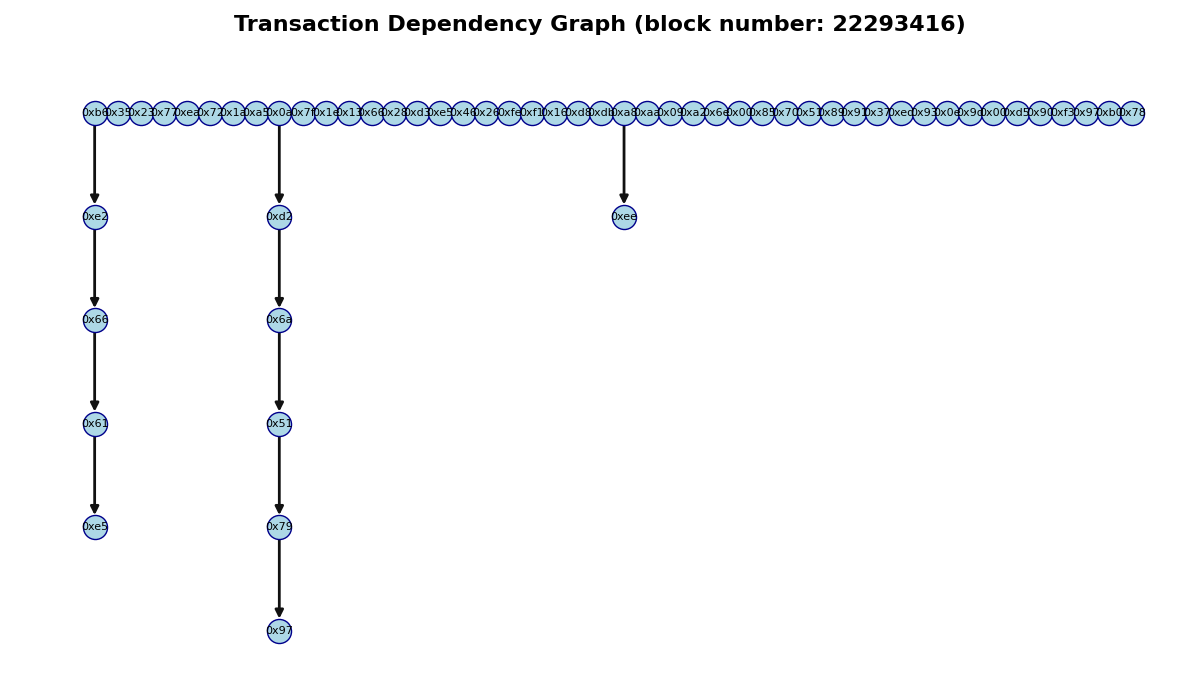 Transaction Dependency Graph (block number: 22293416)
0xb6 0x35 0x23 0x77 0xea 0x72 0x1a 0xa5 0x0a 0x7f 0x1e 0x13 0x66 0x28 0xd3 0xe5 0x46 0x26 0xfe 0xf1 0x16 0xd8 0xdb 0xa8 0xaa 0x09 0xa2 0x6e 0x00 0x85 0x70 0x51 0x89 0x91 0x37 0xec 0x93 0x0e 0x9d 0x00 0xd5 0x90 0xf3 0x97 0xb0 0x78
0xe2 0xd2 0xee
0x66 0x6a
0x61 0x51
0xe5 0x79
0x97